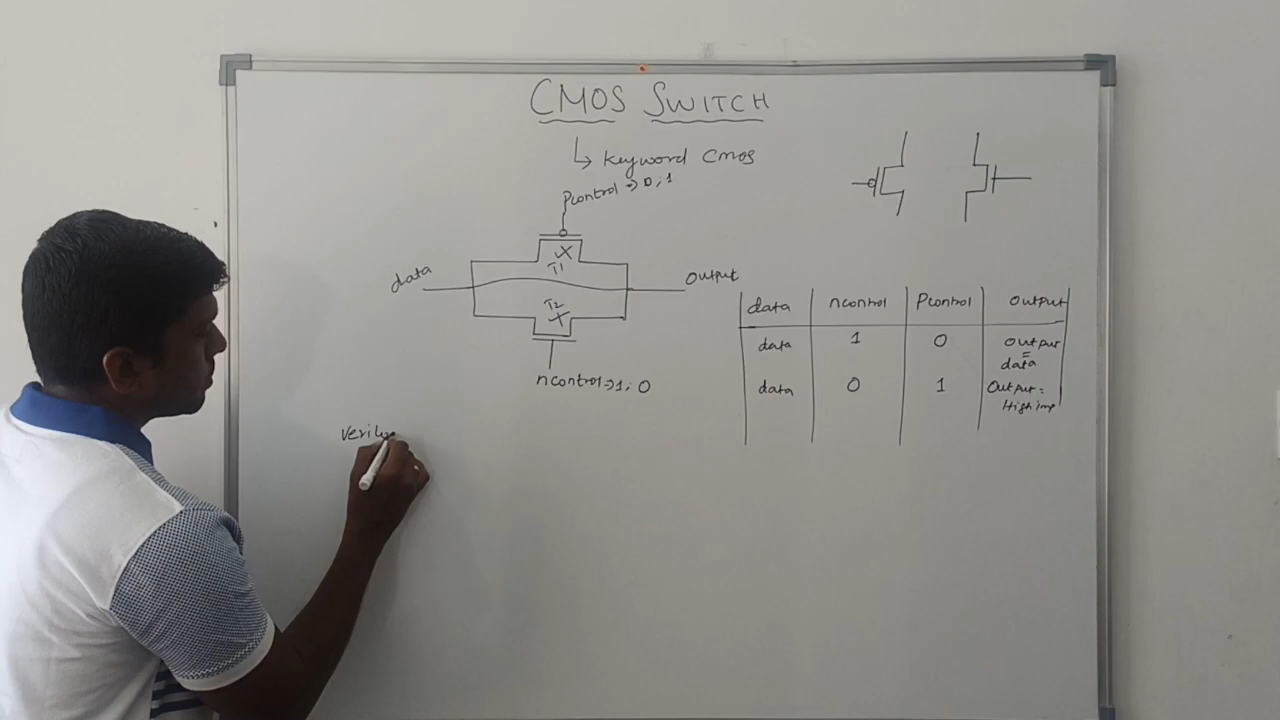 CMOS SWITCH
↳ Keyword Cmos
Pcontrol ⇒ 0, 1
T1
data
output
T2
ncontrol ⇒ 1, 0
data ncontrol Pcontrol output
data 1 0 output
=
data
data 0 1 Output =
High imp
veril